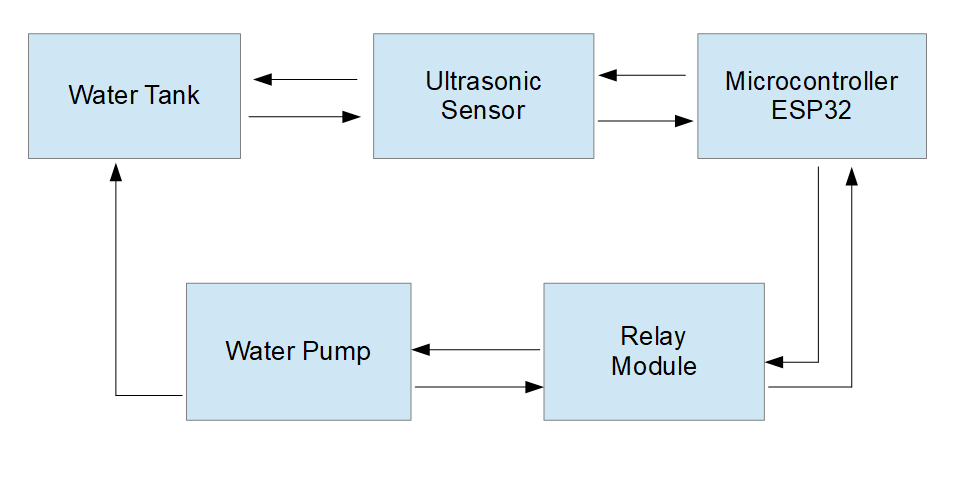 Water Tank
Ultrasonic
Sensor
Microcontroller
ESP32
Water Pump
Relay
Module